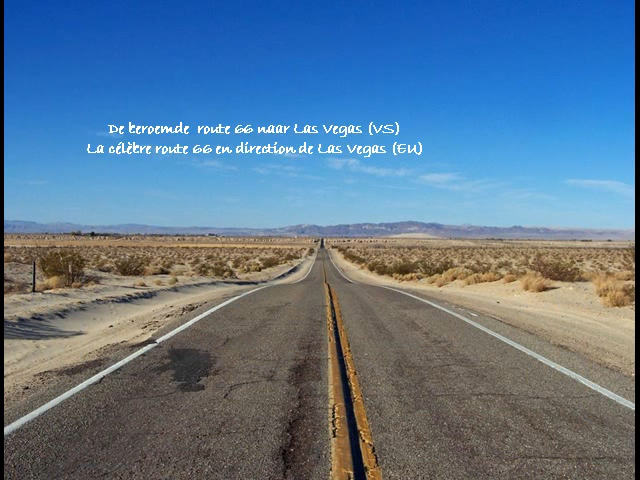 De beroemde route 66 naar Las Vegas (VS)
La célèbre route 66 en direction de Las Vegas (EU)